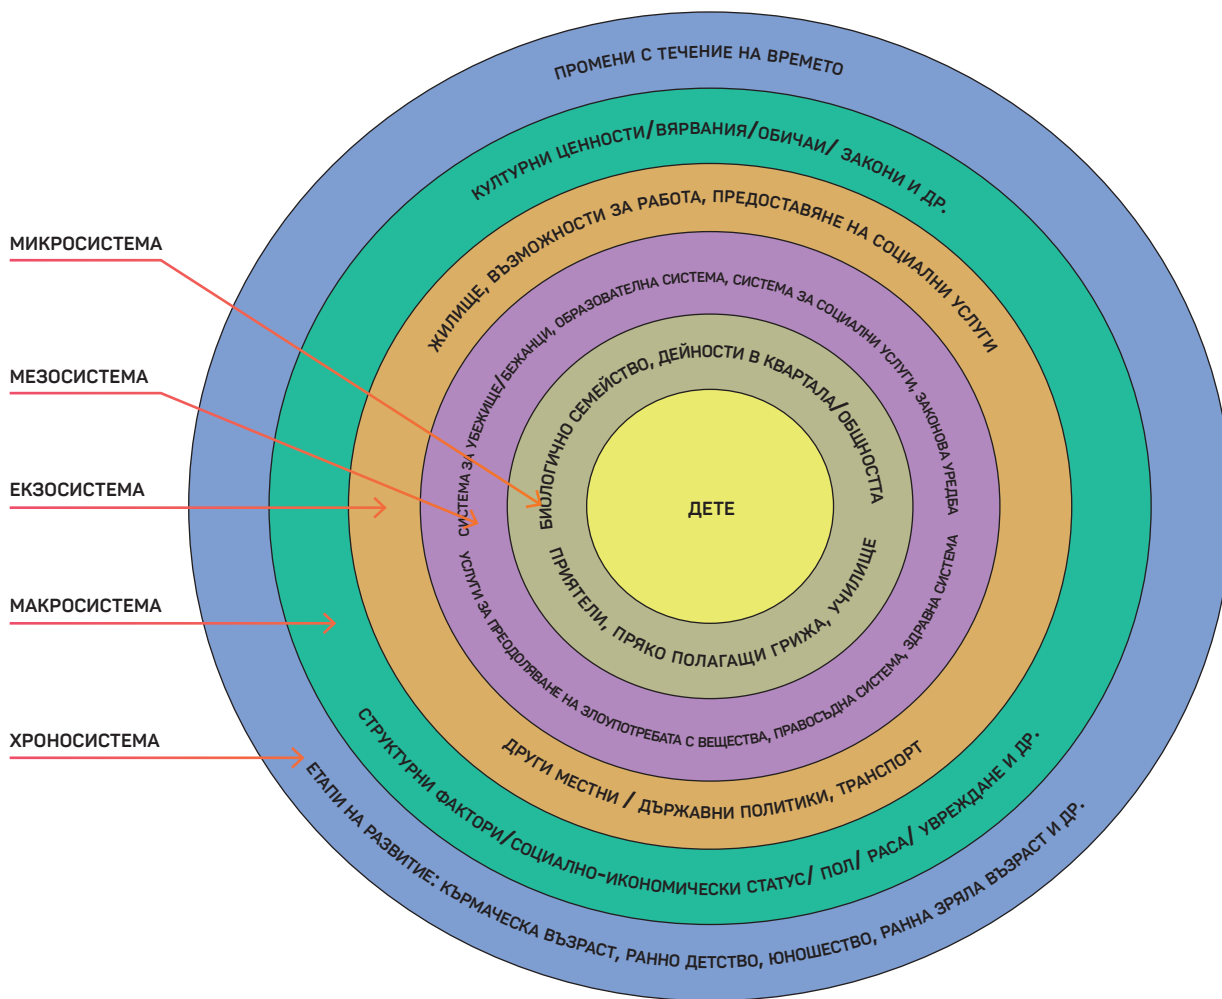 ПРОМЕНИ С ТЕЧЕНИЕ НА ВРЕМЕТО
КУЛТУРНИ ЦЕННОСТИ/ВЯРВАНИЯ/ОБИЧАИ/ ЗАКОНИ И ДР.
ЖИЛИЩЕ, ВЪЗМОЖНОСТИ ЗА РАБОТА, ПРЕДОСТАВЯНЕ НА СОЦИАЛНИ УСЛУГИ
СИСТЕМА ЗА УБЕЖИЩЕ/БЕЖАНЦИ, ОБРАЗОВАТЕЛНА СИСТЕМА, СИСТЕМА ЗА СОЦИАЛНИ УСЛУГИ, ЗАКОНОВА УРЕДБА
БИОЛОГИЧНО СЕМЕЙСТВО, ДЕЙНОСТИ В КВАРТАЛА/ОБЩНОСТТА
МИКРОСИСТЕМА
МЕЗОСИСТЕМА
ЕКЗОСИСТЕМА
ДЕТЕ
МАКРОСИСТЕМА
ХРОНОСИСТЕМА
ПРИЯТЕЛИ, ПРЯКО ПОЛАГАЩИ ГРИЖА, УЧИЛИЩЕ
УСЛУГИ ЗА ПРЕОДОЛЯВАНЕ НА ЗЛОУПОТРЕБАТА С ВЕЩЕСТВА, ПРАВОСЪДНА СИСТЕМА, ЗДРАВНА СИСТЕМА
ДРУГИ МЕСТНИ / ДЪРЖАВНИ ПОЛИТИКИ, ТРАНСПОРТ
СТРУКТУРНИ ФАКТОРИ/СОЦИАЛНО-ИКОНОМИЧЕСКИ СТАТУС/ ПОЛ/ РАСА/ УВРЕЖДАНЕ И ДР.
ЕТАПИ НА РАЗВИТИЕ: КЪРМАЧЕСКА ВЪЗРАСТ, РАННО ДЕТСТВО, ЮНОШЕСТВО, РАННА ЗРЯЛА ВЪЗРАСТ И ДР.